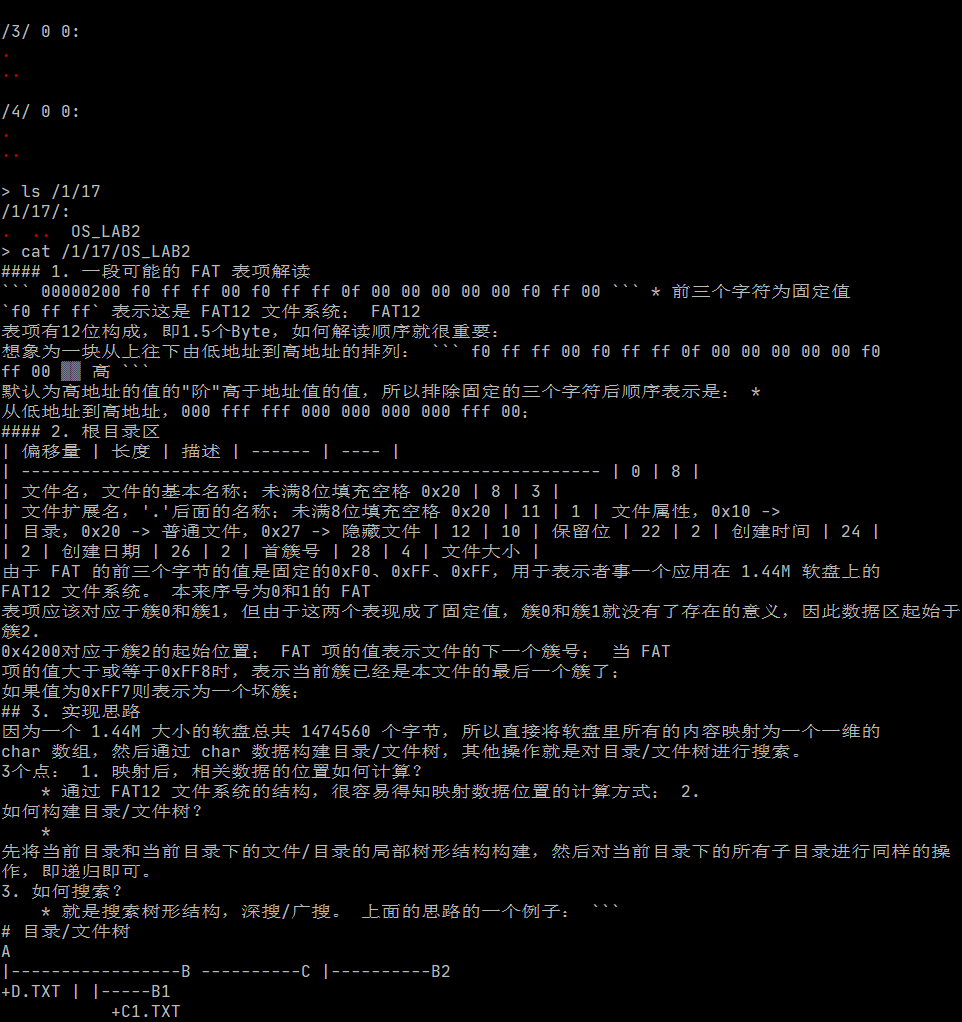 /3/ 0 0:
.
..
/4/ 0 0:
.
..
> ls /1/17
/1/17/:
.  ..  OS_LAB2
> cat /1/17/OS_LAB2
#### 1. 一段可能的 FAT 表项解读
``` 00000200 f0 ff ff 00 f0 ff ff 0f 00 00 00 00 00 f0 ff 00 ``` * 前三个字符为固定值
`f0 ff ff` 表示这是 FAT12 文件系统； FAT12
表项有12位构成，即1.5个Byte，如何解读顺序就很重要：
想象为一块从上往下由低地址到高地址的排列： ``` f0 ff ff 00 f0 ff ff 0f 00 00 00 00 00 f0
ff 00 ▒▒ 高 ```
默认为高地址的值的"阶"高于地址值的值，所以排除固定的三个字符后顺序表示是： *
从低地址到高地址，000 fff fff 000 000 000 000 fff 00；
#### 2. 根目录区
| 偏移量 | 长度 | 描述 | ------ | ---- |
| ---------------------------------------------------------- | 0 | 8 |
| 文件名，文件的基本名称；未满8位填充空格 0x20 | 8 | 3 |
| 文件扩展名，'.'后面的名称；未满8位填充空格 0x20 | 11 | 1 | 文件属性，0x10 ->
| 目录，0x20 -> 普通文件，0x27 -> 隐藏文件 | 12 | 10 | 保留位 | 22 | 2 | 创建时间 | 24 |
| 2 | 创建日期 | 26 | 2 | 首簇号 | 28 | 4 | 文件大小 |
由于 FAT 的前三个字节的值是固定的0xF0、0xFF、0xFF，用于表示者事一个应用在 1.44M 软盘上的
FAT12 文件系统。 本来序号为0和1的 FAT
表项应该对应于簇0和簇1，但由于这两个表现成了固定值，簇0和簇1就没有了存在的意义，因此数据区起始于
簇2.
0x4200对应于簇2的起始位置； FAT 项的值表示文件的下一个簇号； 当 FAT
项的值大于或等于0xFF8时，表示当前簇已经是本文件的最后一个簇了；
如果值为0xFF7则表示为一个坏簇；
## 3. 实现思路
因为一个 1.44M 大小的软盘总共 1474560 个字节，所以直接将软盘里所有的内容映射为一个一维的
char 数组，然后通过 char 数据构建目录/文件树，其他操作就是对目录/文件树进行搜索。
3个点： 1. 映射后，相关数据的位置如何计算？
    * 通过 FAT12 文件系统的结构，很容易得知映射数据位置的计算方式； 2.
如何构建目录/文件树？
    *
先将当前目录和当前目录下的文件/目录的局部树形结构构建，然后对当前目录下的所有子目录进行同样的操
作，即递归即可。
3. 如何搜索？
    * 就是搜索树形结构，深搜/广搜。 上面的思路的一个例子： ```
# 目录/文件树
A
|-----------------B ----------C |----------B2
+D.TXT | |-----B1
           +C1.TXT